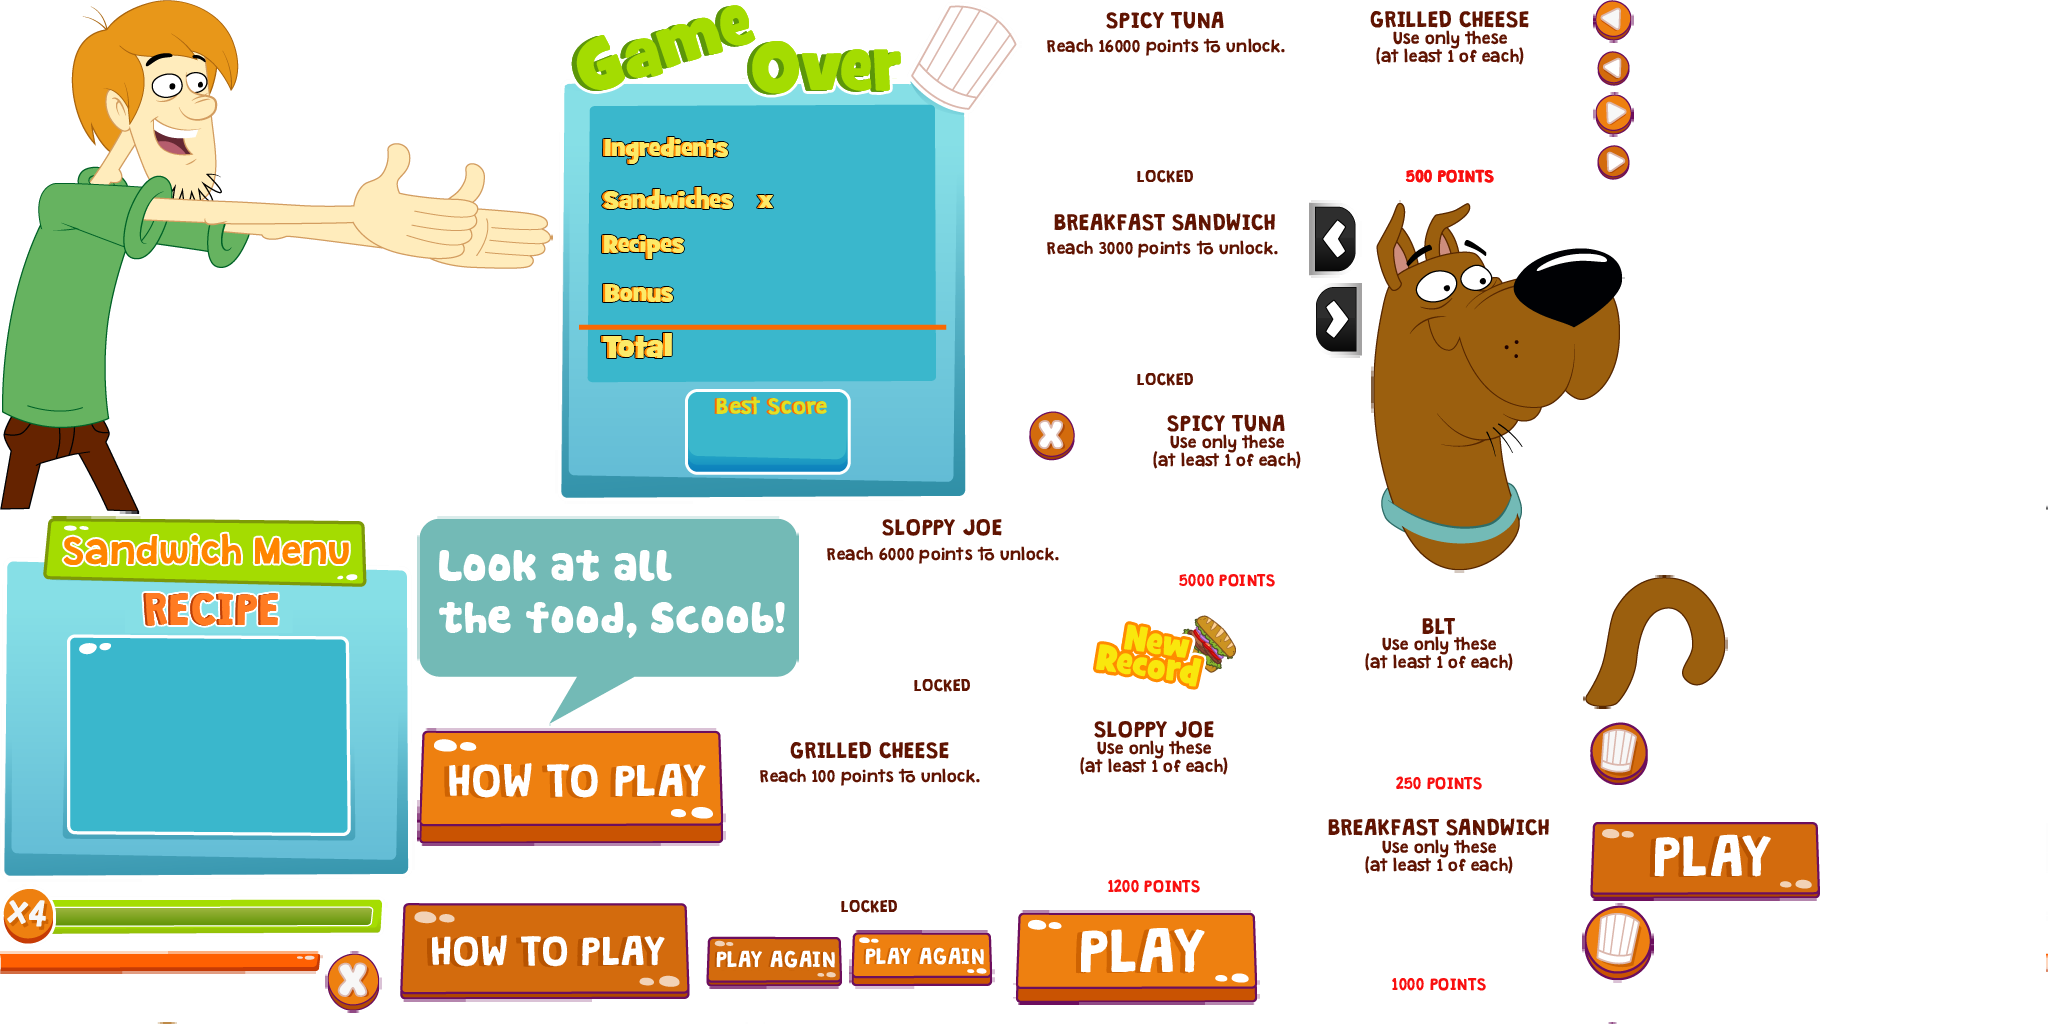 Game
Over
Ingredients
Sandwiches x
Recipes
Bonus
Total
Best Score
SPICY TUNA
Reach 16000 points to unlock.
LOCKED
GRILLED CHEESE
Use only these
(at least 1 of each)
500 POINTS
BREAKFAST SANDWICH
Reach 3000 points to unlock.
LOCKED
X
SPICY TUNA
Use only these
(at least 1 of each)
5000 POINTS
Sandwich Menu
RECIPE
Look at all
the food, Scoob!
SLOPPY JOE
Reach 6000 points to unlock.
LOCKED
New
Record
BLT
Use only these
(at least 1 of each)
250 POINTS
HOW TO PLAY
GRILLED CHEESE
Reach 100 points to unlock.
LOCKED
SLOPPY JOE
Use only these
(at least 1 of each)
1200 POINTS
BREAKFAST SANDWICH
Use only these
(at least 1 of each)
1000 POINTS
PLAY
X4
X
HOW TO PLAY
PLAY AGAIN
PLAY AGAIN
PLAY